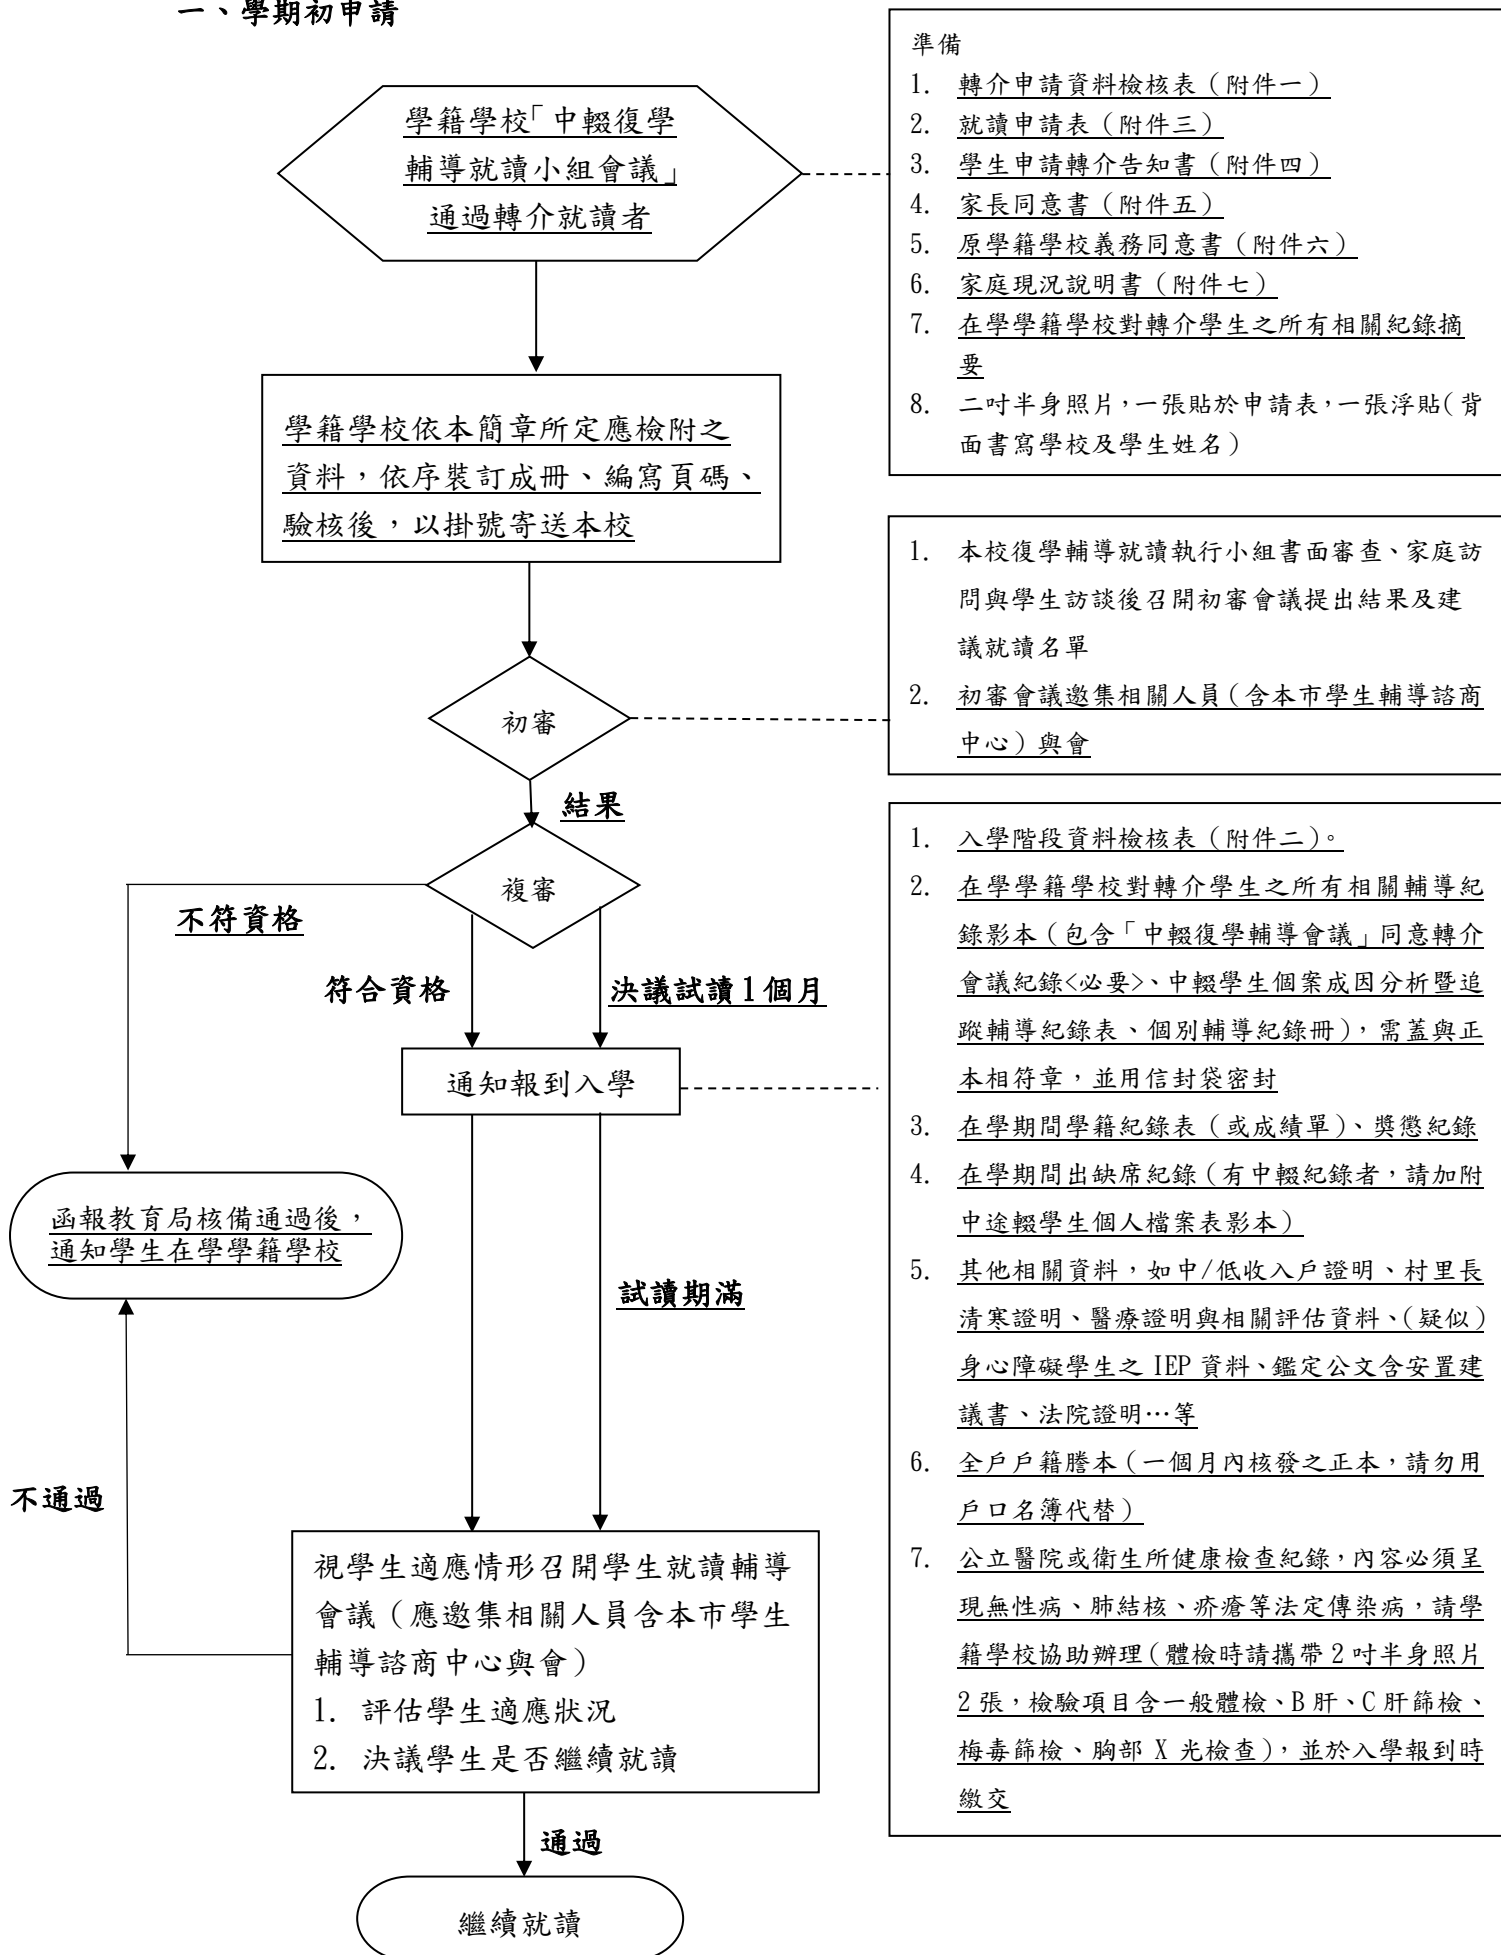 一、學期初申請
學籍學校「中輟復學
輔導就讀小組會議」
通過轉介就讀者
準備
1. 轉介申請資料檢核表（附件一）
2. 就讀申請表（附件三）
3. 學生申請轉介告知書（附件四）
4. 家長同意書（附件五）
5. 原學籍學校義務同意書（附件六）
6. 家庭現況說明書（附件七）
7. 在學學籍學校對轉介學生之所有相關紀錄摘
要
8. 二吋半身照片，一張貼於申請表，一張浮貼（背
面書寫學校及學生姓名）
學籍學校依本簡章所定應檢附之
資料，依序裝訂成冊、編寫頁碼、
驗核後，以掛號寄送本校
1. 本校復學輔導就讀執行小組書面審查、家庭訪
問與學生訪談後召開初審會議提出結果及建
議就讀名單
2. 初審會議邀集相關人員（含本市學生輔導諮商
中心）與會
初審
結果
複審
不符資格
符合資格
決議試讀1個月
通知報到入學
1. 入學階段資料檢核表（附件二）。
2. 在學學籍學校對轉介學生之所有相關輔導紀
錄影本（包含「中輟復學輔導會議」同意轉介
會議紀錄<必要>、中輟學生個案成因分析暨追
蹤輔導紀錄表、個別輔導紀錄冊），需蓋與正
本相符章，並用信封袋密封
3. 在學期間學籍紀錄表（或成績單）、獎懲紀錄
4. 在學期間出缺席紀錄（有中輟紀錄者，請加附
中途輟學生個人檔案表影本）
5. 其他相關資料，如中/低收入戶證明、村里長
清寒證明、醫療證明與相關評估資料、（疑似）
身心障礙學生之 IEP 資料、鑑定公文含安置建
議書、法院證明…等
6. 全戶戶籍謄本（一個月內核發之正本，請勿用
戶口名簿代替）
7. 公立醫院或衛生所健康檢查紀錄，內容必須呈
現無性病、肺結核、疥瘡等法定傳染病，請學
籍學校協助辦理（體檢時請攜帶 2 吋半身照片
2 張，檢驗項目含一般體檢、B 肝、C 肝篩檢、
梅毒篩檢、胸部 X 光檢查），並於入學報到時
繳交
函報教育局核備通過後，
通知學生在學學籍學校
試讀期滿
不通過
視學生適應情形召開學生就讀輔導
會議（應邀集相關人員含本市學生
輔導諮商中心與會）
1. 評估學生適應狀況
2. 決議學生是否繼續就讀
通過
繼續就讀